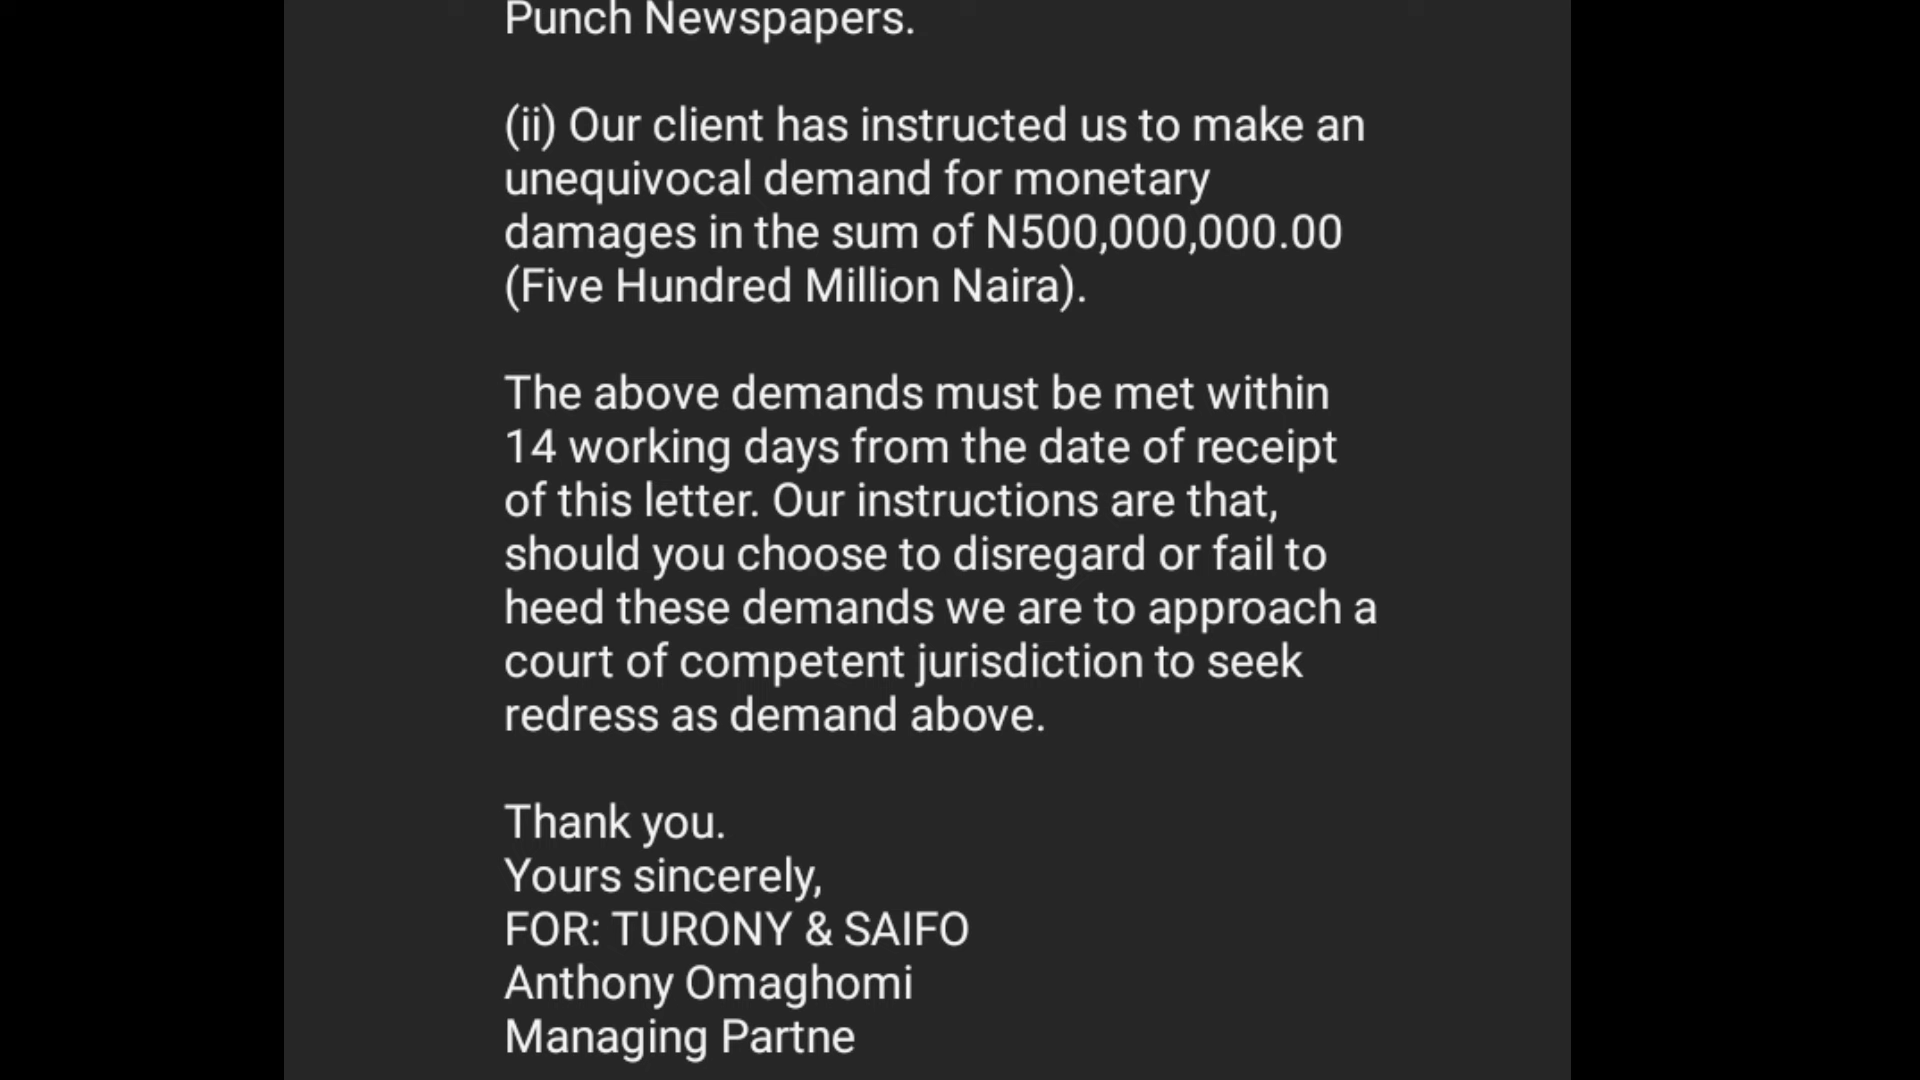 Punch Newspapers.
(ii) Our client has instructed us to make an
unequivocal demand for monetary
damages in the sum of N500,000,000.00
(Five Hundred Million Naira).
The above demands must be met within
14 working days from the date of receipt
of this letter. Our instructions are that,
should you choose to disregard or fail to
heed these demands we are to approach a
court of competent jurisdiction to seek
redress as demand above.
Thank you.
Yours sincerely,
FOR: TURONY & SAIFO
Anthony Omaghomi
Managing Partne